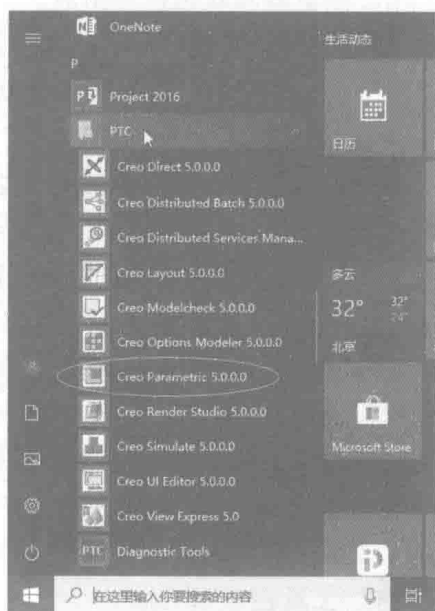 OneNote
P
Project 2016
PTC
Creo Direct 5.0.0.0
Creo Distributed Batch 5.0.0.0
Creo Distributed Services Mana...
Creo Layout 5.0.0.0
Creo Modelcheck 5.0.0.0
Creo Options Modeler 5.0.0.0
Creo Parametric 5.0.0.0
Creo Render Studio 5.0.0.0
Creo Simulate 5.0.0.0
Creo UI Editor 5.0.0.0
Creo View Express 5.0
PTC Diagnostic Tools
在这里输入你要搜索的内容
生活动态
日历
多云
32° 32°
24°
北京
Microsoft Store